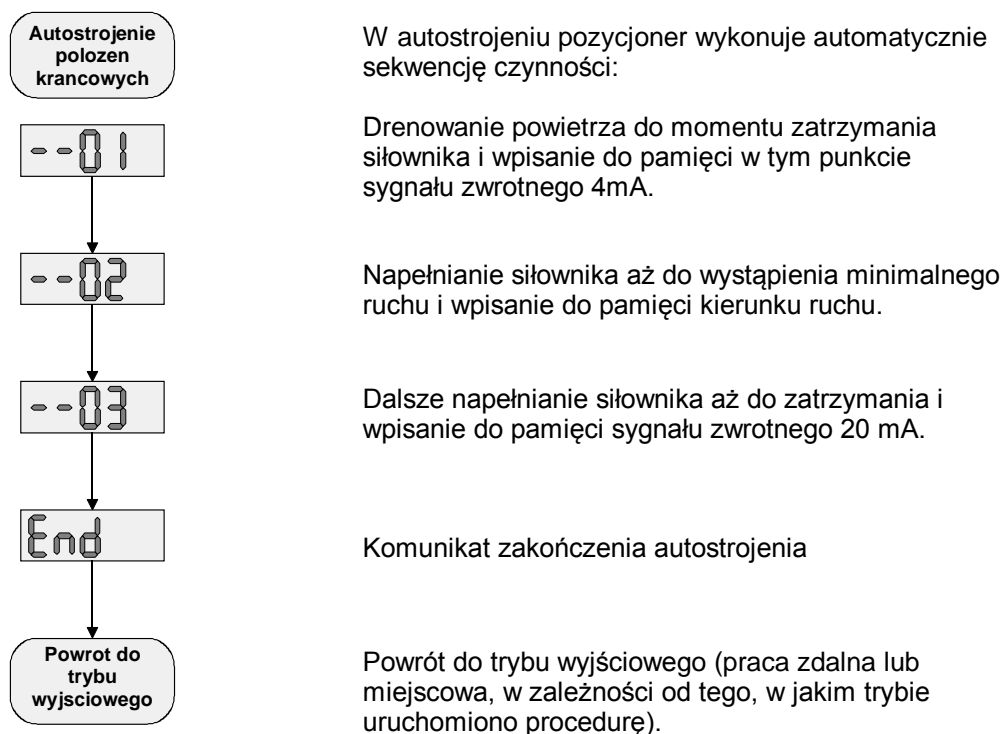 Autostrojenie
polozen
krancowych
W autostrojeniu pozycjoner wykonuje automatycznie
sekwencję czynności:
--01
Drenowanie powietrza do momentu zatrzymania
siłownika i wpisanie do pamięci w tym punkcie
sygnału zwrotnego 4mA.
--02
Napełnianie siłownika aż do wystąpienia minimalnego
ruchu i wpisanie do pamięci kierunku ruchu.
--03
Dalsze napełnianie siłownika aż do zatrzymania i
wpisanie do pamięci sygnału zwrotnego 20 mA.
End
Komunikat zakończenia autostrojenia
Powrot do
trybu
wyjsciowego
Powrót do trybu wyjściowego (praca zdalna lub
miejscowa, w zależności od tego, w jakim trybie
uruchomiono procedurę).